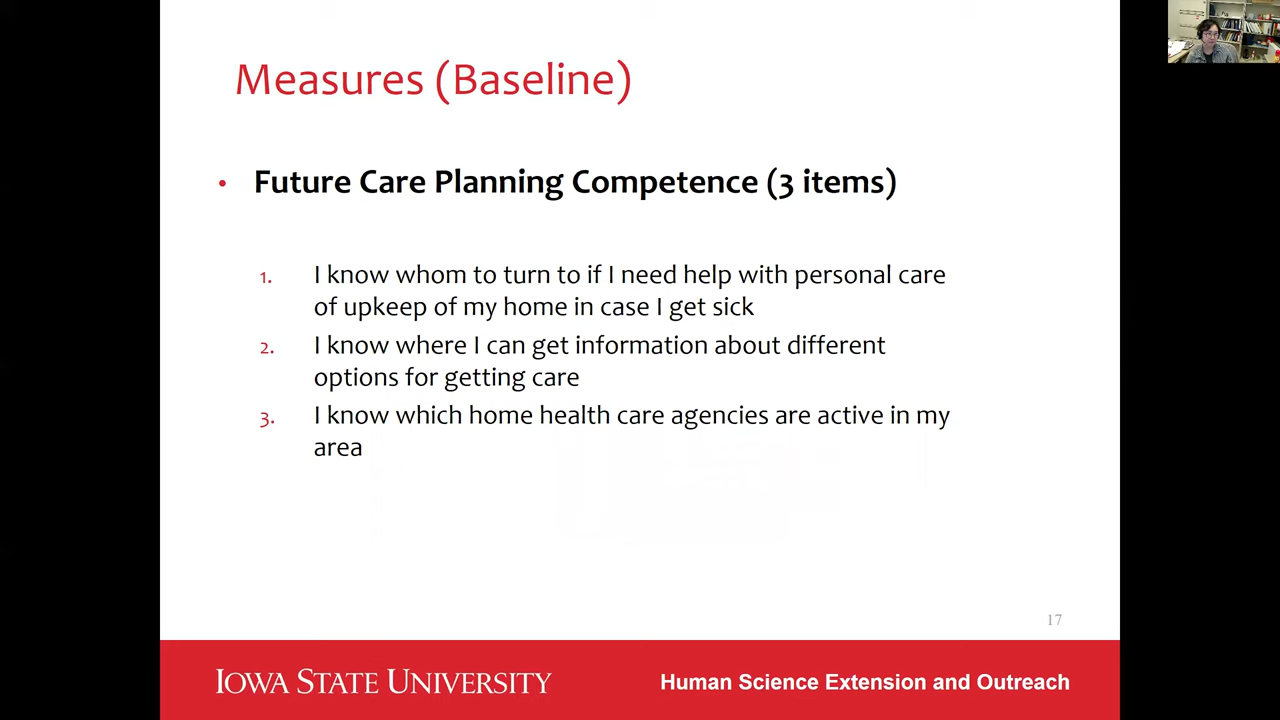 Measures (Baseline)
• Future Care Planning Competence (3 items)
1. I know whom to turn to if I need help with personal care
of upkeep of my home in case I get sick
2. I know where I can get information about different
options for getting care
3. I know which home health care agencies are active in my
area
17
IOWA STATE UNIVERSITY
Human Science Extension and Outreach